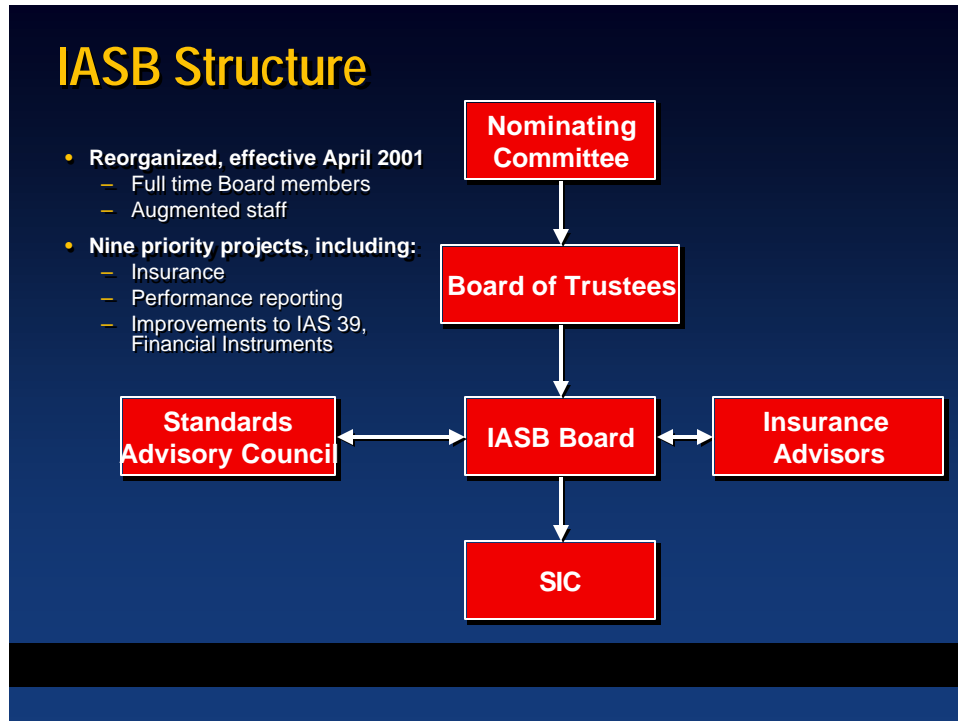 IASB Structure
• Reorganized, effective April 2001
– Full time Board members
– Augmented staff
• Nine priority projects, including:
– Insurance
– Performance reporting
– Improvements to IAS 39,
Financial Instruments
Nominating
Committee
Board of Trustees
Standards
Advisory Council
IASB Board
Insurance
Advisors
SIC